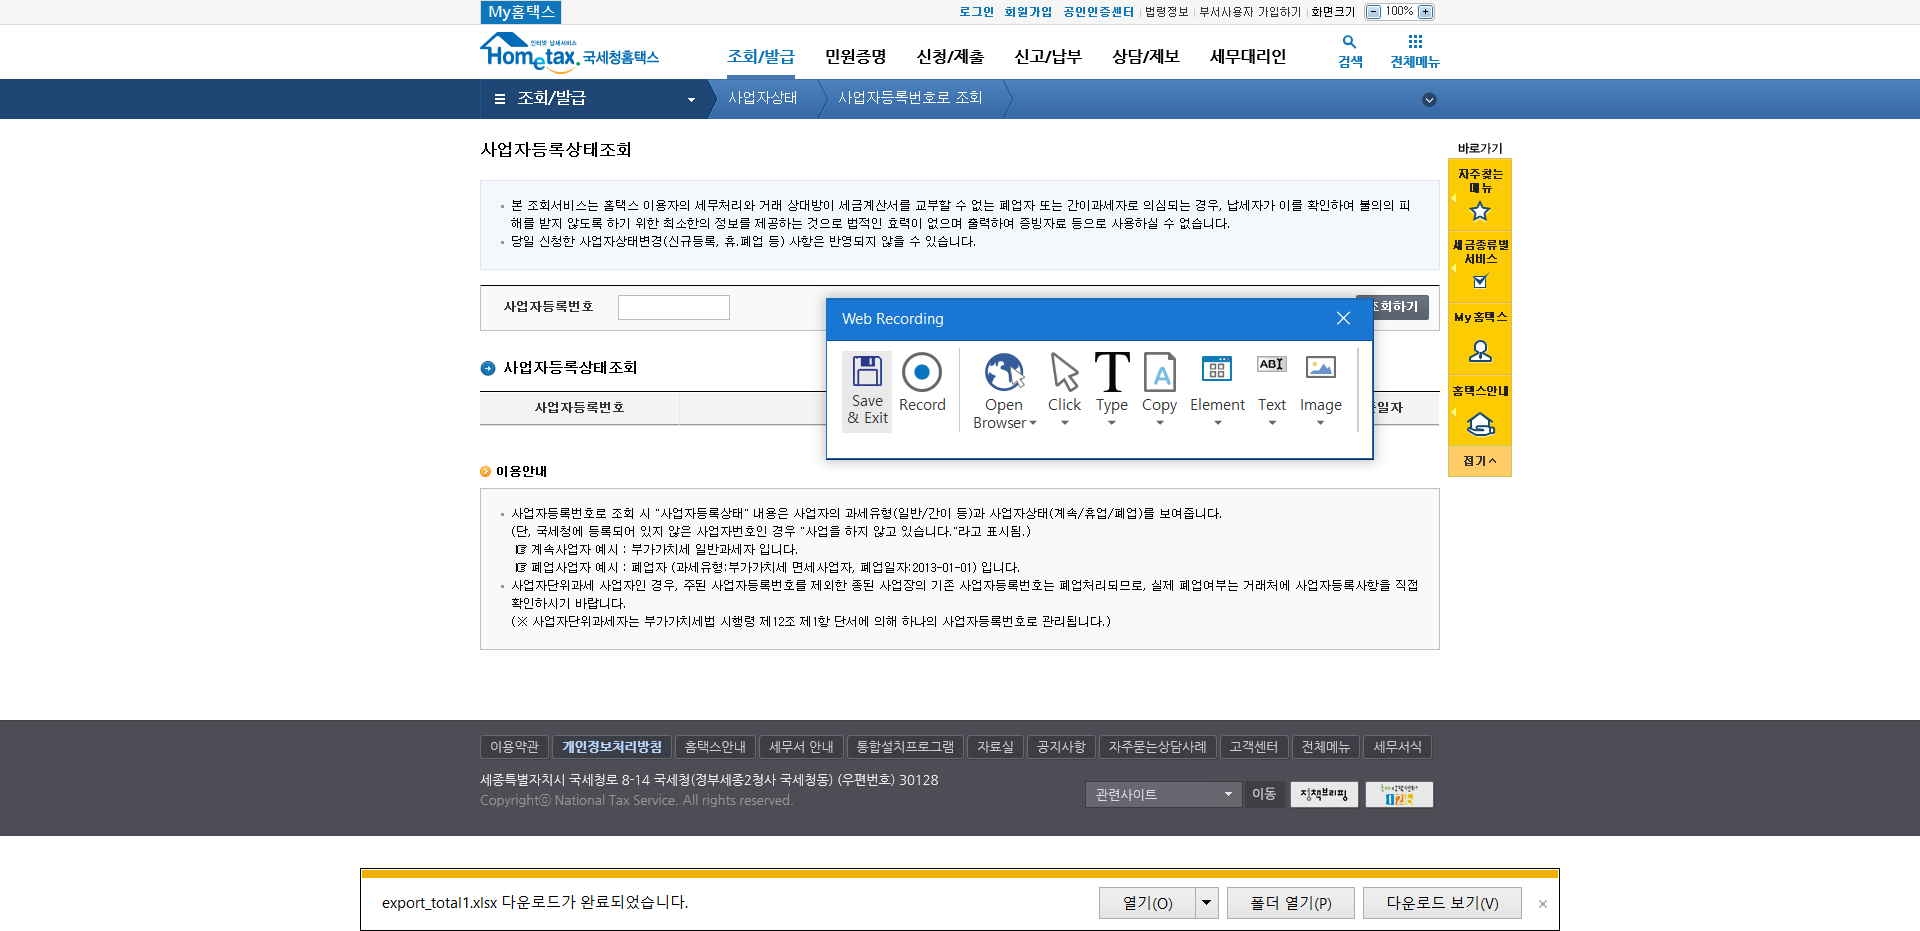 My홈택스
로그인 회원가입 공인인증센터 법령정보 부서사용자 가입하기 화면크기 100%
인터넷 납세서비스
Hometax. 국세청홈택스
조회/발급 민원증명 신청/제출 신고/납부 상담/제보 세무대리인 검색 전체메뉴
조회/발급 사업자상태 사업자등록번호로 조회
사업자등록상태조회
본 조회서비스는 홈택스 이용자의 세무처리와 거래 상대방이 세금계산서를 교부할 수 없는 폐업자 또는 간이과세자로 의심되는 경우, 납세자가 이를 확인하여 불의의 피
해를 받지 않도록 하기 위한 최소한의 정보를 제공하는 것으로 법적인 효력이 없으며 출력하여 증빙자료 등으로 사용하실 수 없습니다.
당일 신청한 사업자상태변경(신규등록, 휴.폐업 등) 사항은 반영되지 않을 수 있습니다.
사업자등록번호 조회하기
사업자등록상태조회
사업자등록번호 일자
Web Recording
Save & Exit
Record
Open Browser
Click
Type
Copy
Element
Text
Image
ABI
바로가기
자주찾는
메뉴
세금종류별
서비스
My홈택스
홈택스안내
접기
이용안내
사업자등록번호로 조회 시 "사업자등록상태" 내용은 사업자의 과세유형(일반/간이 등)과 사업자상태(계속/휴업/폐업)를 보여줍니다.
(단, 국세청에 등록되어 있지 않은 사업자번호인 경우 "사업을 하지 않고 있습니다."라고 표시됨.)
☞ 계속사업자 예시 : 부가가치세 일반과세자 입니다.
☞ 폐업사업자 예시 : 폐업자 (과세유형:부가가치세 면세사업자, 폐업일자:2013-01-01) 입니다.
사업자단위과세 사업자인 경우, 주된 사업자등록번호를 제외한 종된 사업장의 기존 사업자등록번호는 폐업처리되므로, 실제 폐업여부는 거래처에 사업자등록사항을 직접
확인하시기 바랍니다.
(※ 사업자단위과세자는 부가가치세법 시행령 제12조 제1항 단서에 의해 하나의 사업자등록번호로 관리됩니다.)
이용약관 개인정보처리방침 홈택스안내 세무서 안내 통합설치프로그램 자료실 공지사항 자주묻는상담사례 고객센터 전체메뉴 세무서식
세종특별자치시 국세청로 8-14 국세청(정부세종2청사 국세청동) (우편번호) 30128
Copyrightⓒ National Tax Service. All rights reserved.
관련사이트 이동 정책브리핑 126
export_total1.xlsx 다운로드가 완료되었습니다.
열기(O) 폴더 열기(P) 다운로드 보기(V)